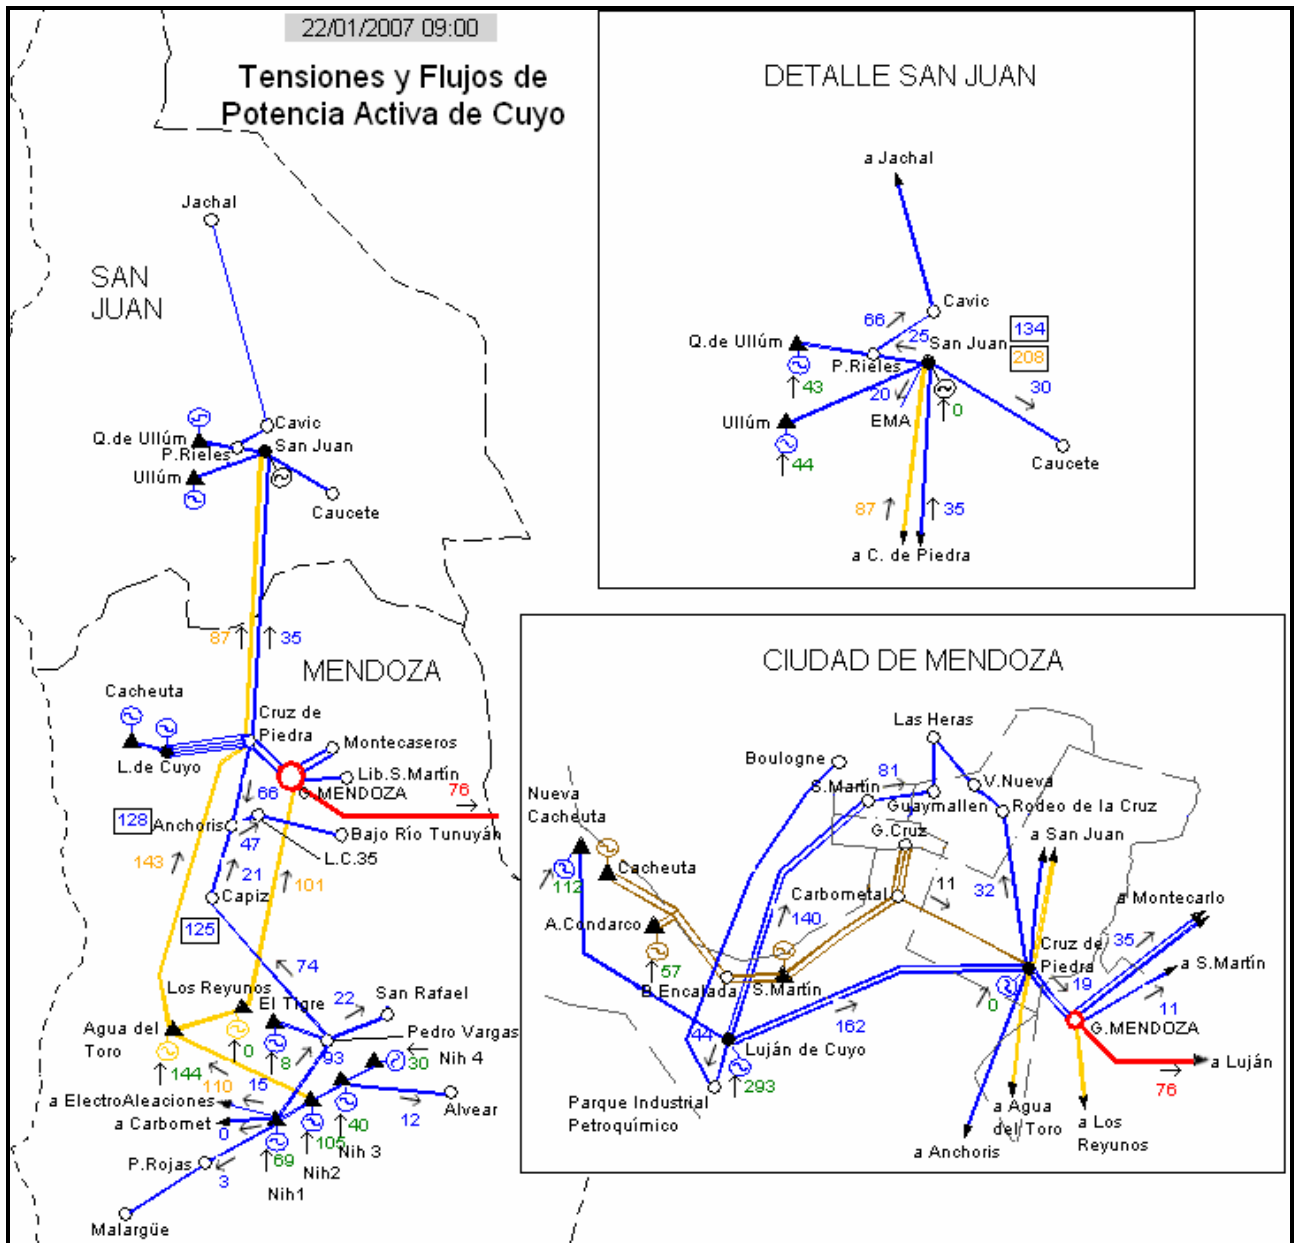 22/01/2007 09:00
Tensiones y Flujos de
Potencia Activa de Cuyo
Jachal
SAN
JUAN
Cavic
Q.de Ullúm
San Juan
P.Rieles
Ullúm
Caucete
87
35
MENDOZA
Cacheuta
Cruz de
Piedra
Montecaseros
L.de Cuyo
Lib.S.Martín
G.MENDOZA
66
76
128
Anchoris
47
Bajo Río Tunuyán
L.C.35
143
21
101
Capiz
125
74
Los Reyunos
El Tigre
22
San Rafael
Agua del
Toro
Pedro Vargas
0
8
93
Nih 4
30
144
110
15
a ElectroAleaciones
12
Alvear
a Carbomet
0
40
105
Nih 3
P.Rojas
69
Nih2
3
Nih1
Malargüe
DETALLE SAN JUAN
a Jachal
Cavic
66
25
San Juan
134
Q.de Ullúm
208
P.Rieles
43
20
0
30
Ullúm
EMA
Caucete
44
87
35
a C. de Piedra
CIUDAD DE MENDOZA
Las Heras
Boulogne
81
S.Martín
V.Nueva
Nueva
Cacheuta
Guaymallen
Rodeo de la Cruz
G.Cruz
a San Juan
Cacheuta
112
Carbometal
11
32
a Montecarlo
A.Condarco
140
35
57
Cruz de
Piedra
a S.Martín
B.Encalada
S.Martín
0
19
11
44
162
G.MENDOZA
Luján de Cuyo
a Luján
293
76
Parque Industrial
Petroquímico
a Agua
del Toro
a Los
Reyunos
a Anchoris